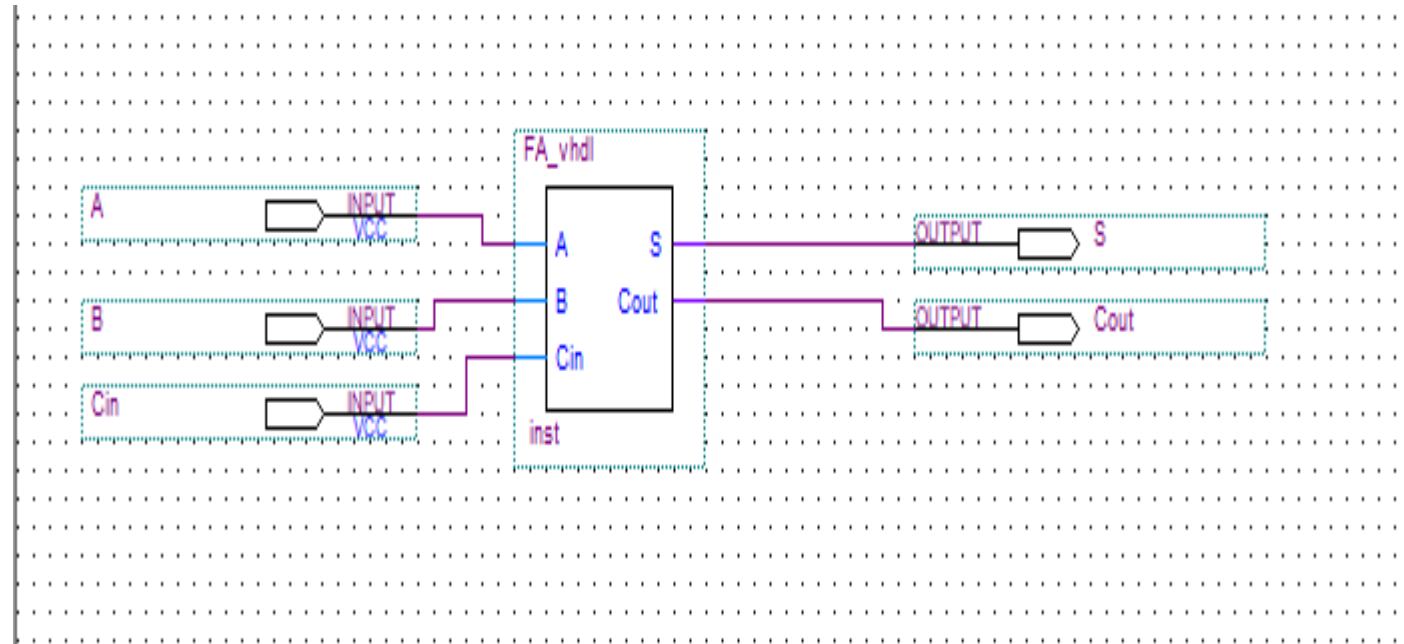 FA_vhdl
A
INPUT
VCC
A
S
OUTPUT
S
B
INPUT
VCC
B
Cout
OUTPUT
Cout
Cin
INPUT
VCC
Cin
inst